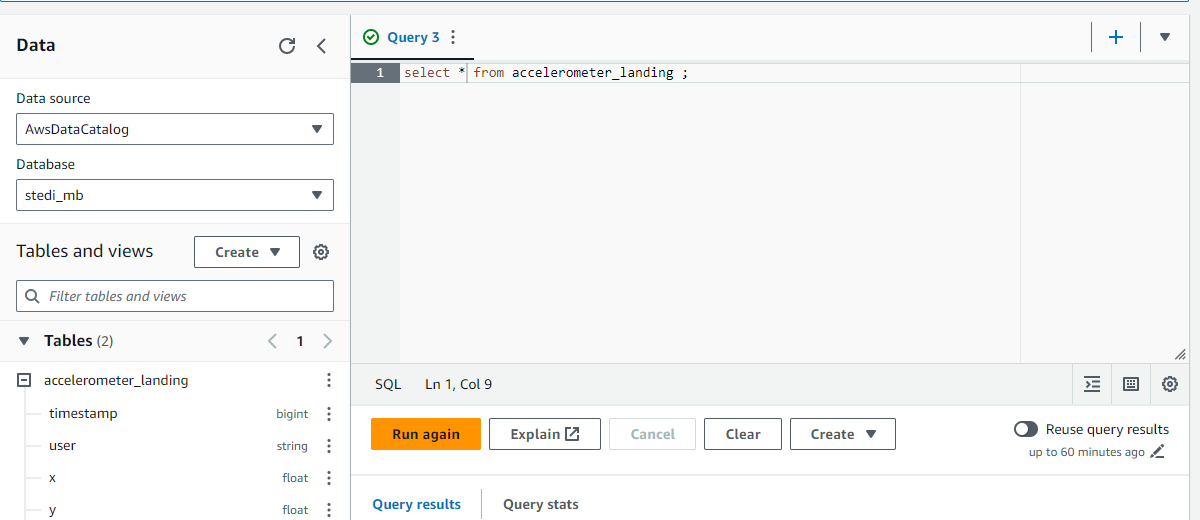 Data
Data source
AwsDataCatalog
Database
stedi_mb
Tables and views
Create
Filter tables and views
Tables (2)
1
accelerometer_landing
timestamp bigint
user string
x float
y float
Query 3
1 select * from accelerometer_landing ;
SQL Ln 1, Col 9
Run again Explain Cancel Clear Create
Reuse query results
up to 60 minutes ago
Query results Query stats